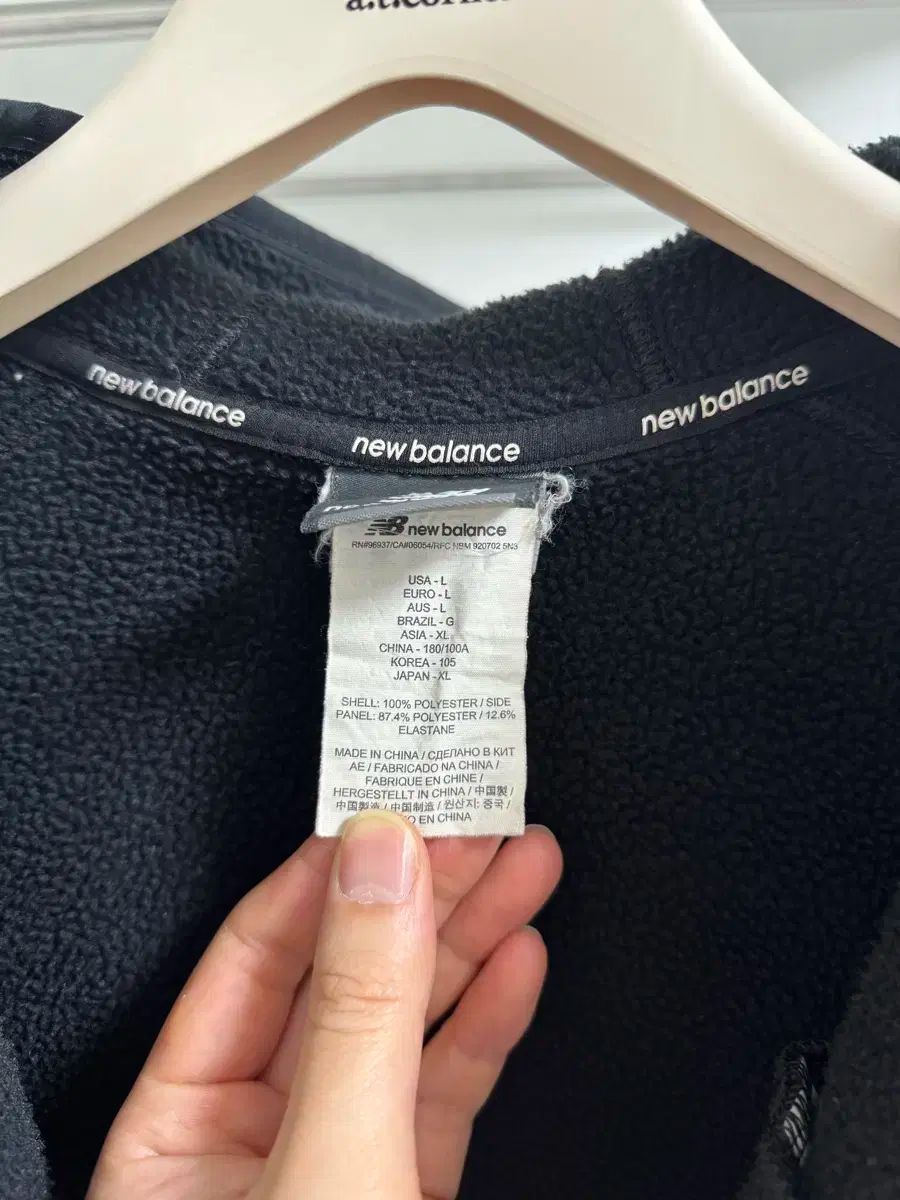 new balance
new balance
new balance
NB new balance
RN#96937/CA#06054/RFC NBM 920702 5N3
USA - L
EURO - L
AUS - L
BRAZIL - G
ASIA - XL
CHINA - 180/100A
KOREA - 105
JAPAN - XL
SHELL: 100% POLYESTER / SIDE
PANEL: 87.4% POLYESTER / 12.6%
ELASTANE
MADE IN CHINA / СДЕЛАНО В КИТ
АЕ / FABRICADO NA CHINA /
FABRIQUE EN CHINE /
HERGESTELLT IN CHINA / 中国製 /
中国製造 / 中国制造 / 원산지: 중국 /
EN CHINA